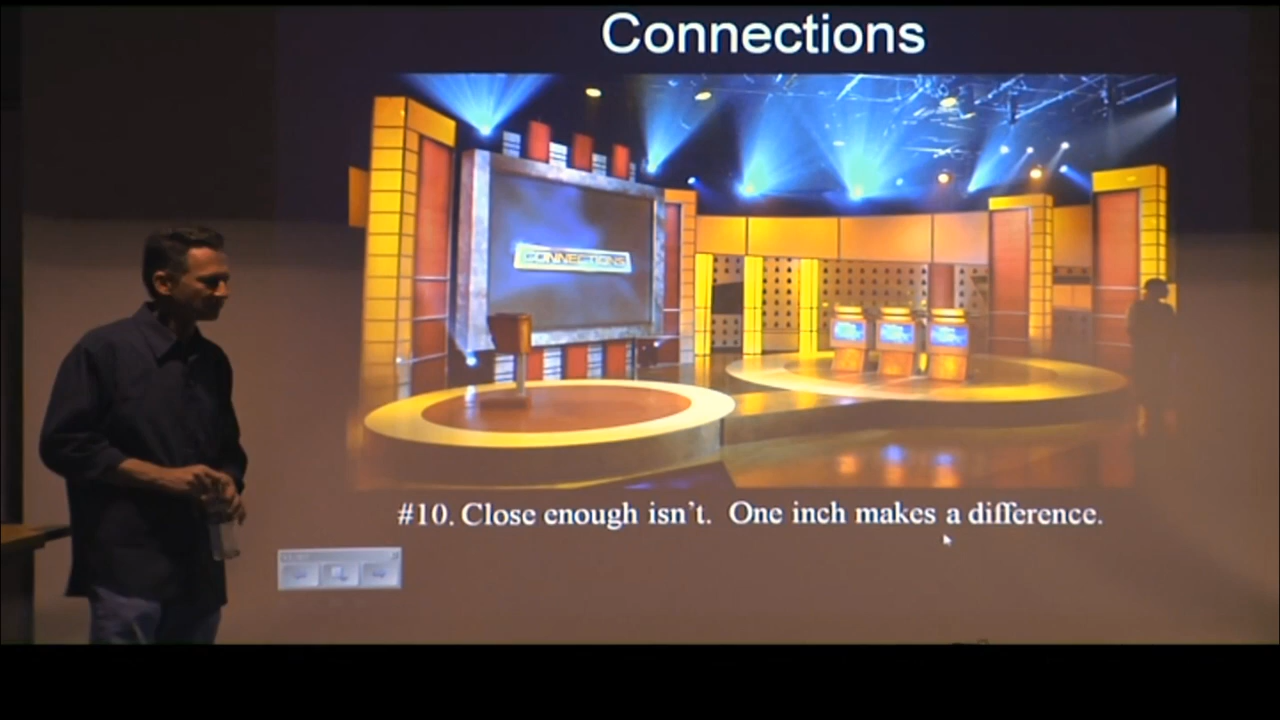 Connections
CONNECTIONS
#10. Close enough isn't. One inch makes a difference.